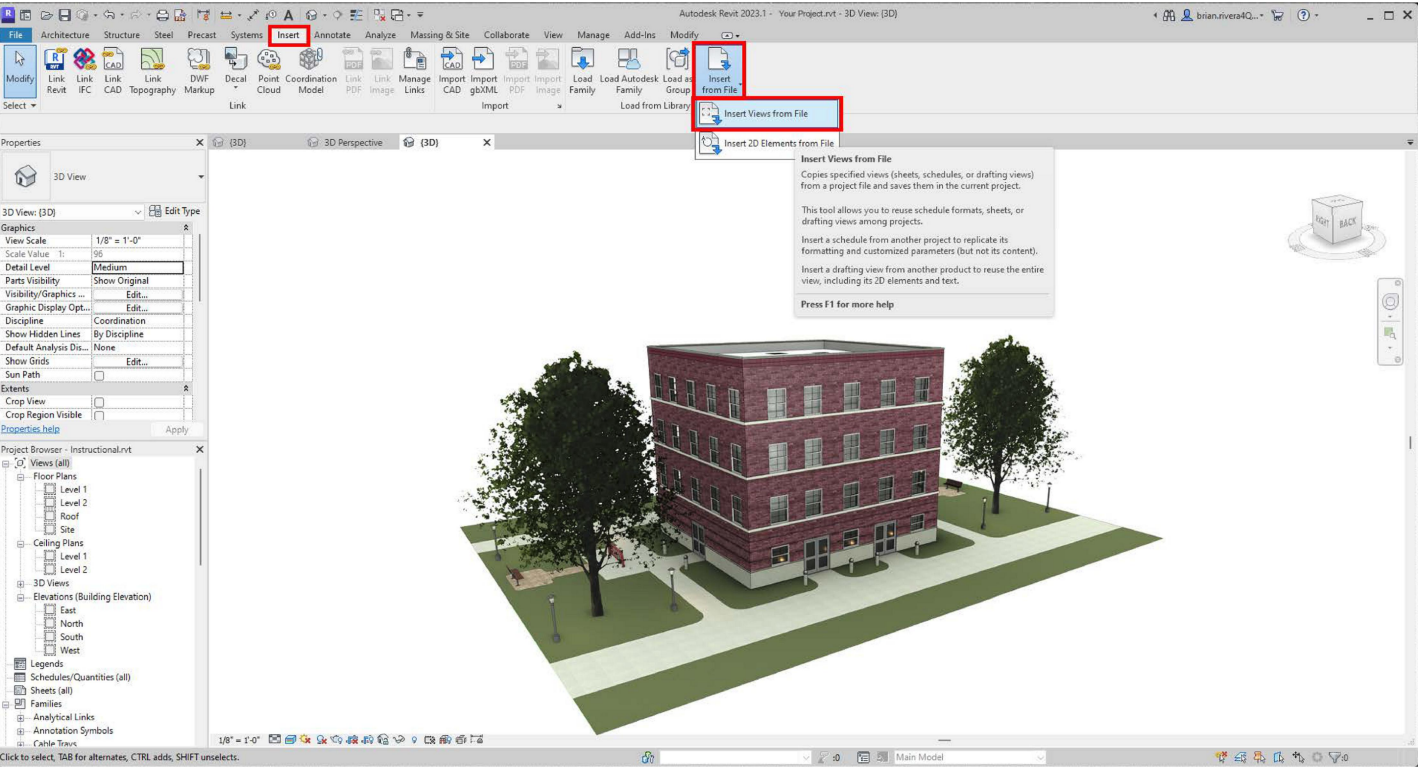 Autodesk Revit 2023.1 - Your Project.rvt - 3D View: {3D}
brian.rivera4Q...
File Architecture Structure Steel Precast Systems Insert Annotate Analyze Massing & Site Collaborate View Manage Add-Ins Modify
Modify
Link Revit
Link IFC
Link CAD
Link Topography
DWF Markup
Decal
Point Cloud
Coordination Model
Link PDF
Link Image
Manage Links
Import CAD
Import gbXML
Import PDF
Import Image
Load Family
Load Autodesk Family
Load as Group
Insert from File
Select
Link
Import
Load from Library
Insert Views from File
Insert 2D Elements from File
Insert Views from File
Copies specified views (sheets, schedules, or drafting views)
from a project file and saves them in the current project.
This tool allows you to reuse schedule formats, sheets, or
drafting views among projects.
Insert a schedule from another project to replicate its
formatting and customized parameters (but not its content).
Insert a drafting view from another product to reuse the entire
view, including its 2D elements and text.
Press F1 for more help
Properties
{3D} 3D Perspective {3D}
3D View
3D View: {3D} Edit Type
Graphics
View Scale 1/8" = 1'-0"
Scale Value 1: 96
Detail Level Medium
Parts Visibility Show Original
Visibility/Graphics ... Edit...
Graphic Display Opt... Edit...
Discipline Coordination
Show Hidden Lines By Discipline
Default Analysis Dis... None
Show Grids Edit...
Sun Path
Extents
Crop View
Crop Region Visible
Properties help Apply
Project Browser - Instructional.rvt
Views (all)
Floor Plans
Level 1
Level 2
Roof
Site
Ceiling Plans
Level 1
Level 2
3D Views
Elevations (Building Elevation)
East
North
South
West
Legends
Schedules/Quantities (all)
Sheets (all)
Families
Analytical Links
Annotation Symbols
Cable Trays
RIGHT BACK
1/8" = 1'-0"
Click to select, TAB for alternates, CTRL adds, SHIFT unselects.
:0
Main Model
:0